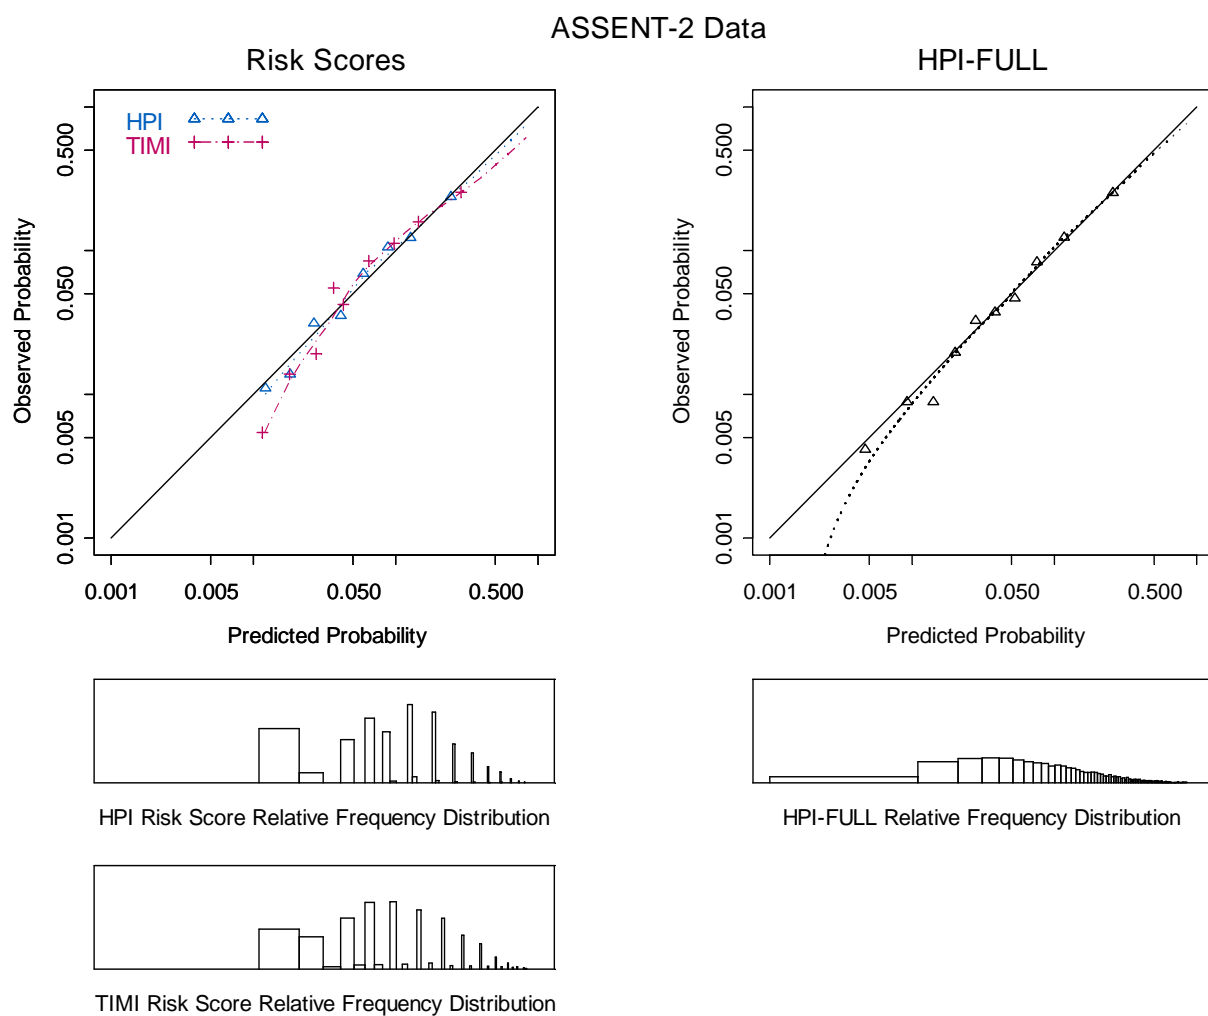 ASSENT-2 Data
Risk Scores
HPI
TIMI
0.500
0.050
0.005
0.001
Observed Probability
0.001 0.005 0.050 0.500
Predicted Probability
HPI Risk Score Relative Frequency Distribution
TIMI Risk Score Relative Frequency Distribution
HPI-FULL
0.500
0.050
0.005
0.001
Observed Probability
0.001 0.005 0.050 0.500
Predicted Probability
HPI-FULL Relative Frequency Distribution